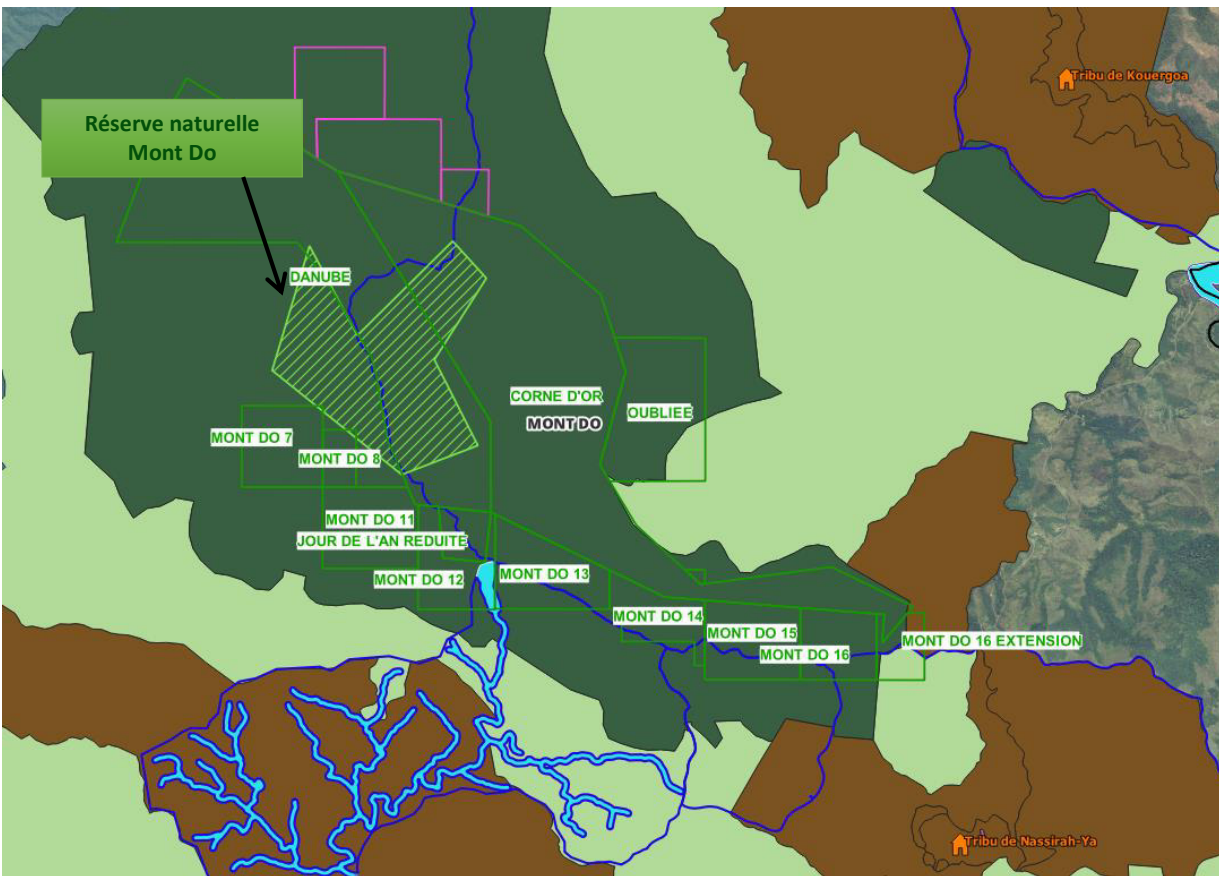 Tribu de Kouergoa
Réserve naturelle
Mont Do
DANUBE
CORNE D'OR
OUBLIEE
MONT DO
MONT DO 7
MONT DO 8
MONT DO 11
JOUR DE L'AN REDUITE
MONT DO 12
MONT DO 13
MONT DO 14
MONT DO 15
MONT DO 16
MONT DO 16 EXTENSION
Tribu de Nassirah-Ya